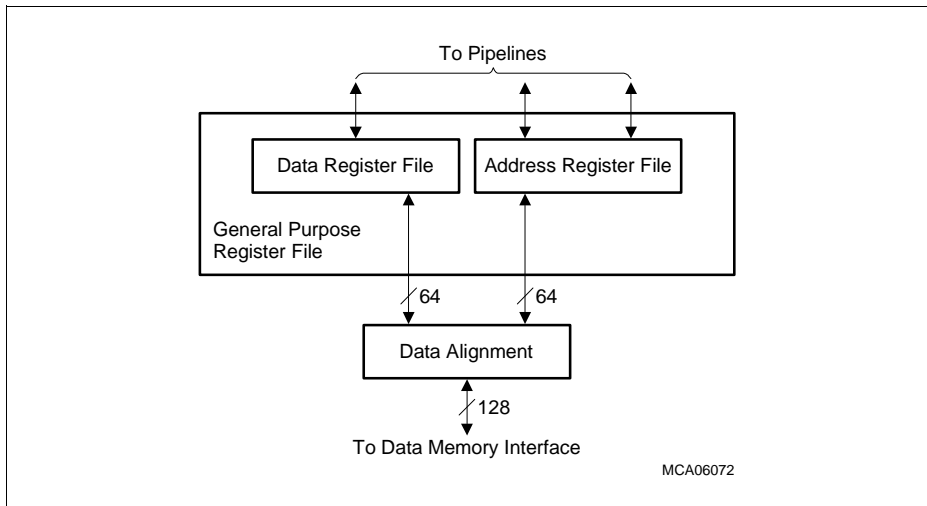 To Pipelines
Data Register File
Address Register File
General Purpose
Register File
64
64
Data Alignment
128
To Data Memory Interface
MCA06072